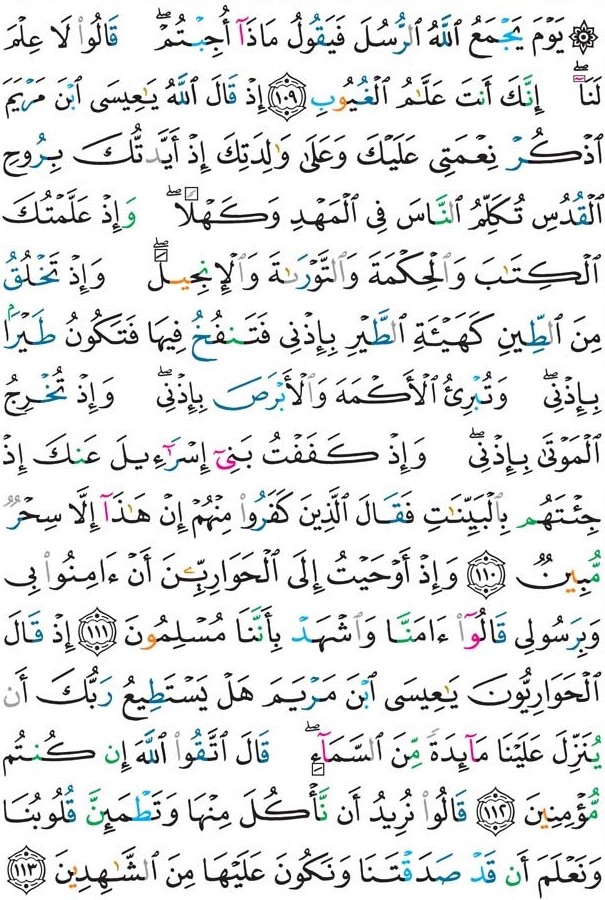 ۞ يَوْمَ يَجْمَعُ ٱللَّهُ ٱلرُّسُلَ فَيَقُولُ مَاذَآ أُجِبْتُمْ ۖ قَالُوا۟ لَا عِلْمَ
لَنَآ ۖ إِنَّكَ أَنتَ عَلَّـٰمُ ٱلْغُيُوبِ ۝١٠٩ إِذْ قَالَ ٱللَّهُ يَـٰعِيسَى ٱبْنَ مَرْيَمَ
ٱذْكُرْ نِعْمَتِى عَلَيْكَ وَعَلَىٰ وَٰلِدَتِكَ إِذْ أَيَّدتُّكَ بِرُوحِ
ٱلْقُدُسِ تُكَلِّمُ ٱلنَّاسَ فِى ٱلْمَهْدِ وَكَهْلًا ۖ وَإِذْ عَلَّمْتُكَ
ٱلْكِتَـٰبَ وَٱلْحِكْمَةَ وَٱلتَّوْرَىٰةَ وَٱلْإِنجِيلَ ۖ وَإِذْ تَخْلُقُ
مِنَ ٱلطِّينِ كَهَيْـَٔةِ ٱلطَّيْرِ بِإِذْنِى فَتَنفُخُ فِيهَا فَتَكُونُ طَيْرًۢا
بِإِذْنِى ۖ وَتُبْرِئُ ٱلْأَكْمَهَ وَٱلْأَبْرَصَ بِإِذْنِى ۖ وَإِذْ تُخْرِجُ
ٱلْمَوْتَىٰ بِإِذْنِى ۖ وَإِذْ كَفَفْتُ بَنِىٓ إِسْرَٰٓءِيلَ عَنكَ إِذْ
جِئْتَهُم بِٱلْبَيِّنَـٰتِ فَقَالَ ٱلَّذِينَ كَفَرُوا۟ مِنْهُمْ إِنْ هَـٰذَآ إِلَّا سِحْرٌ
مُّبِينٌ ۝١١٠ وَإِذْ أَوْحَيْتُ إِلَى ٱلْحَوَارِيِّـۧنَ أَنْ ءَامِنُوا۟ بِى
وَبِرَسُولِى قَالُوٓا۟ ءَامَنَّا وَٱشْهَدْ بِأَنَّنَا مُسْلِمُونَ ۝١١١ إِذْ قَالَ
ٱلْحَوَارِيُّونَ يَـٰعِيسَى ٱبْنَ مَرْيَمَ هَلْ يَسْتَطِيعُ رَبُّكَ أَن
يُنَزِّلَ عَلَيْنَا مَآئِدَةً مِّنَ ٱلسَّمَآءِ ۖ قَالَ ٱتَّقُوا۟ ٱللَّهَ إِن كُنتُم
مُّؤْمِنِينَ ۝١١٢ قَالُوا۟ نُرِيدُ أَن نَّأْكُلَ مِنْهَا وَتَطْمَئِنَّ قُلُوبُنَا
وَنَعْلَمَ أَن قَدْ صَدَقْتَنَا وَنَكُونَ عَلَيْهَا مِنَ ٱلشَّـٰهِدِينَ ۝١١٣